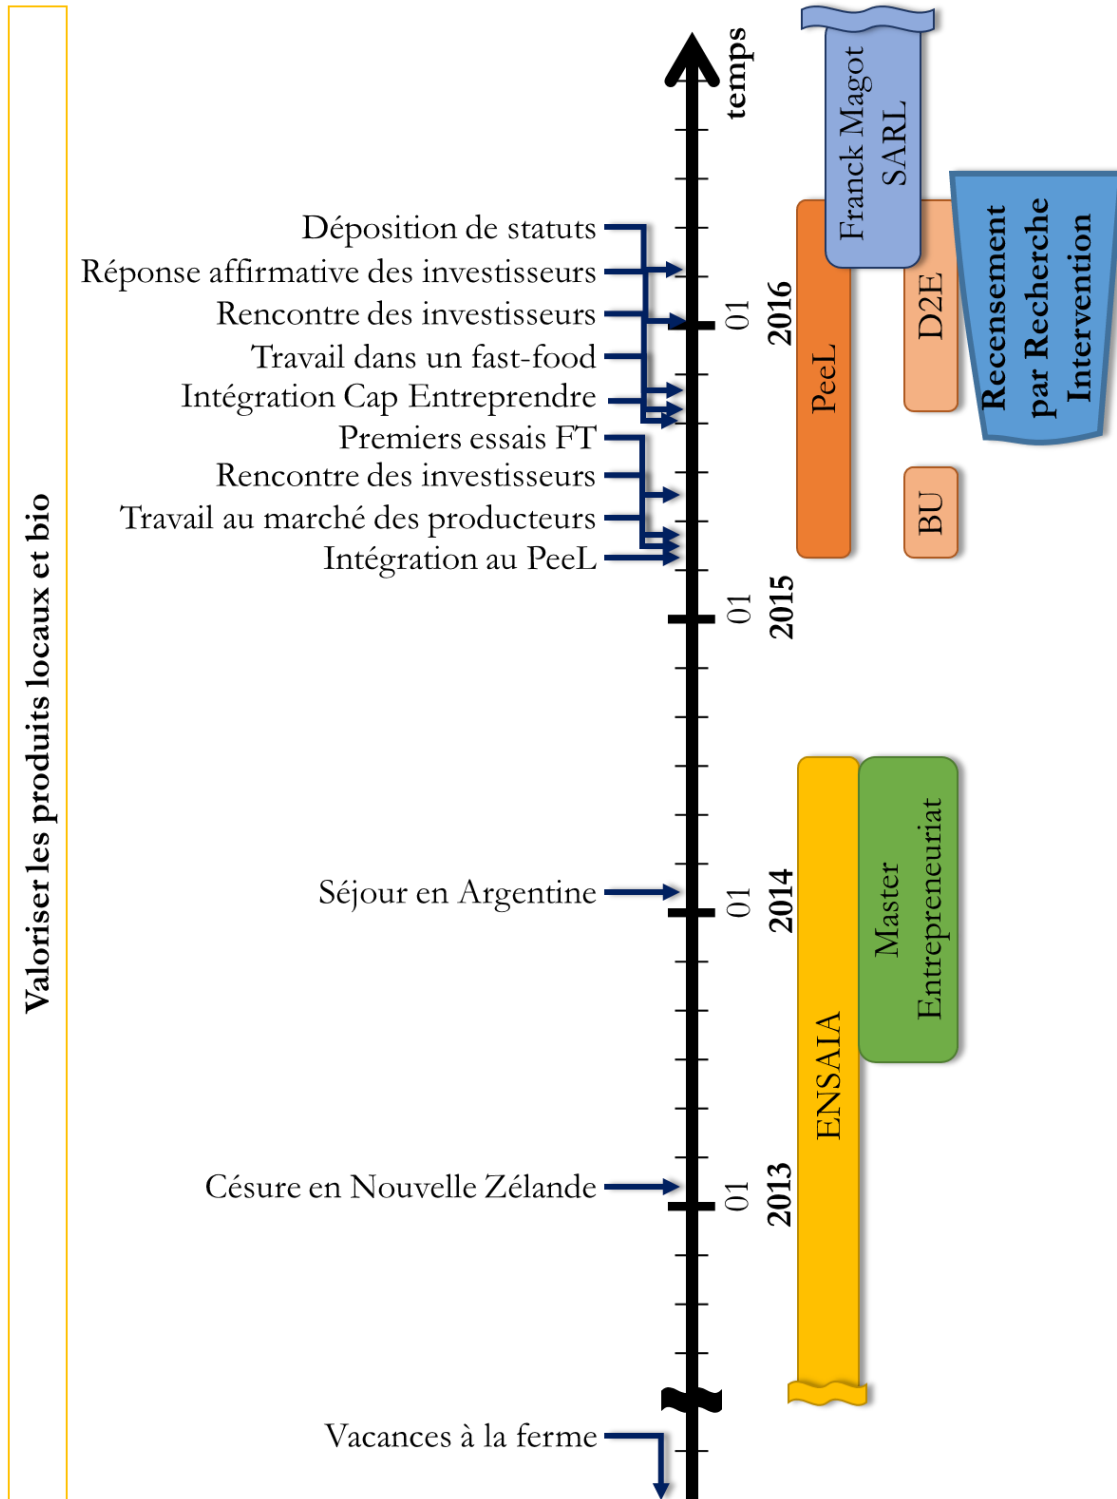 Valoriser les produits locaux et bio
temps
Déposition de statuts
Réponse affirmative des investisseurs
Rencontre des investisseurs
Travail dans un fast-food
Intégration Cap Entreprendre
Premiers essais FT
Rencontre des investisseurs
Travail au marché des producteurs
Intégration au PeeL
Séjour en Argentine
Césure en Nouvelle Zélande
Vacances à la ferme
01
2016
01
2015
01
2014
01
2013
Franck Magot
SARL
PeeL
D2E
BU
Recensement
par Recherche
Intervention
ENSAIA
Master
Entrepreneuriat